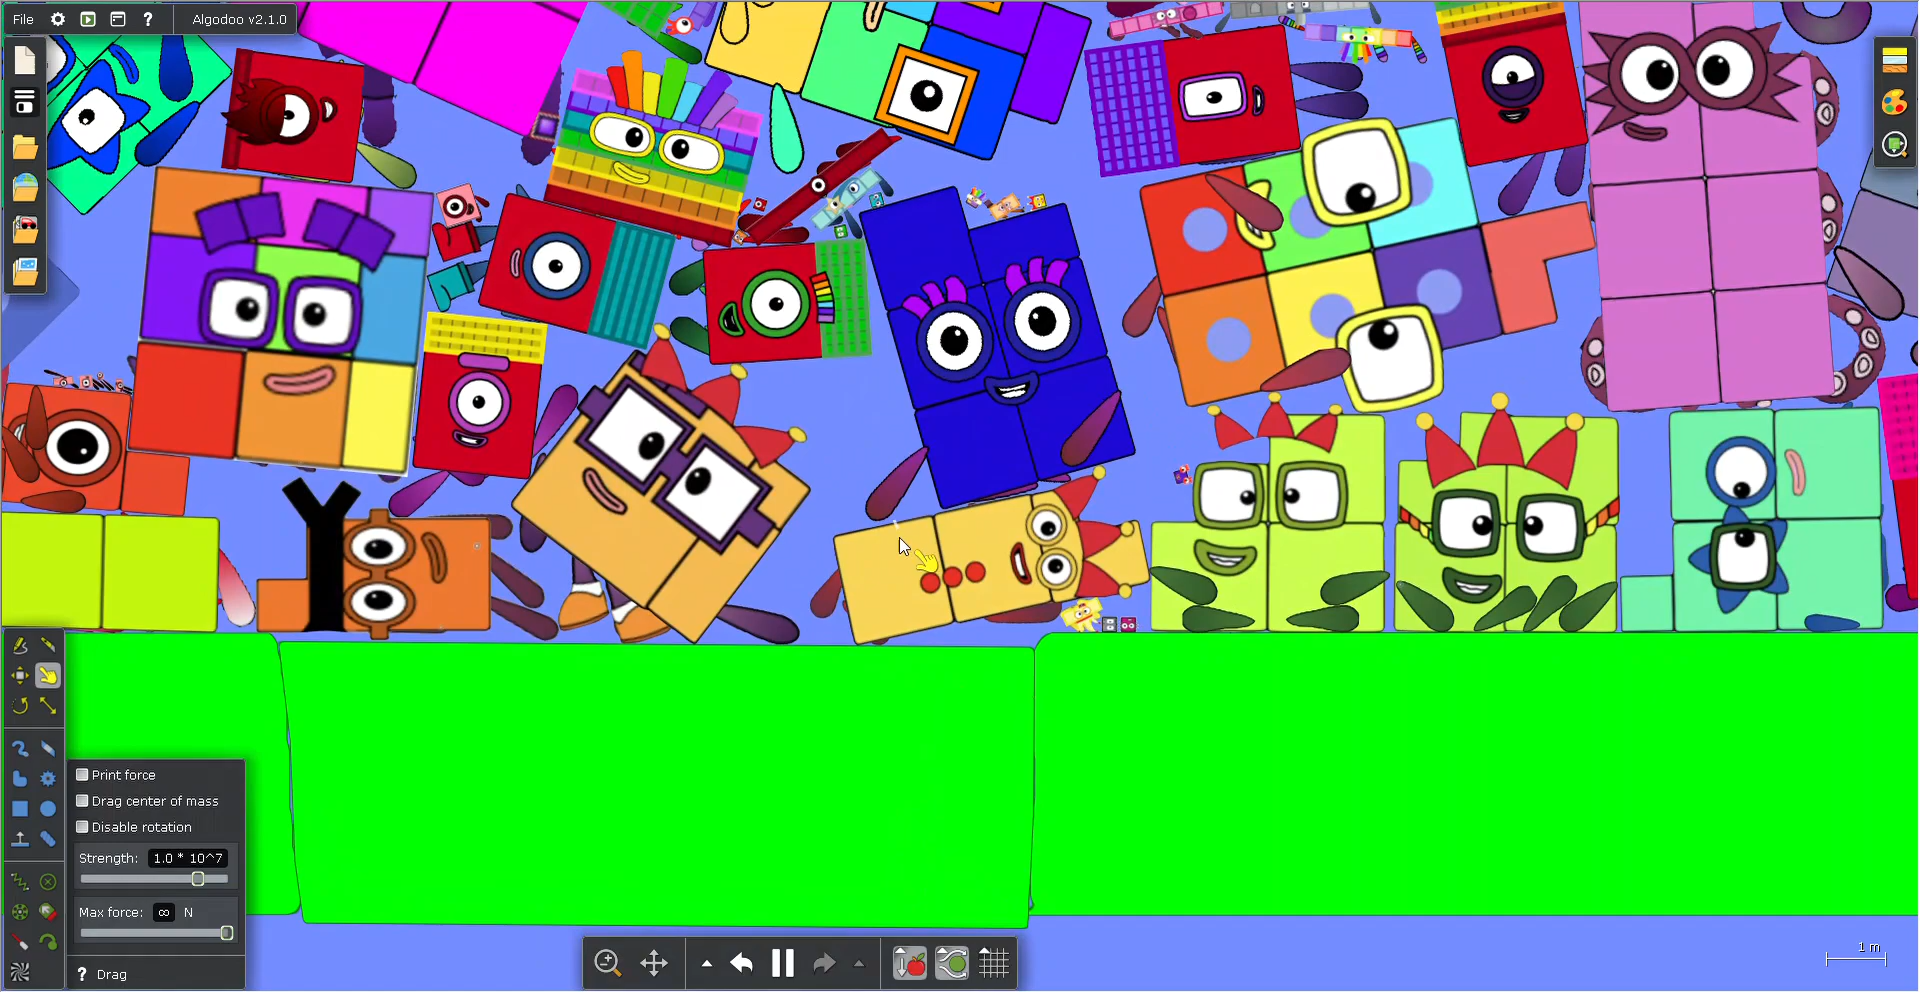 File ? Algodoo v2.1.0
Print force
Drag center of mass
Disable rotation
Strength: 1.0 * 10^7
Max force: ∞ N
? Drag
1 m